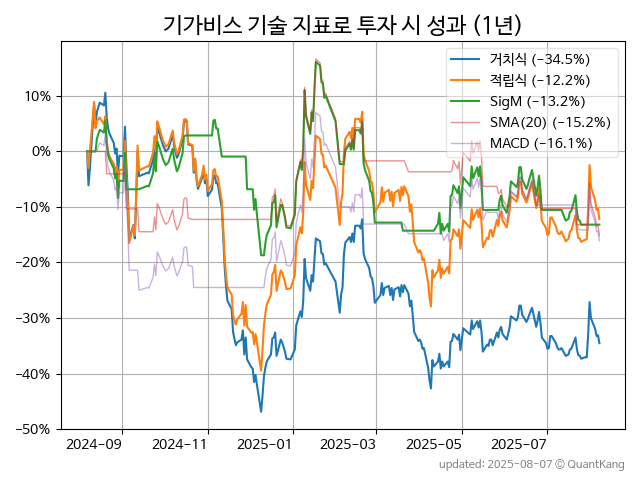 기가비스 기술 지표로 투자 시 성과 (1년)
거치식 (−34.5%)
적립식 (−12.2%)
SigM (−13.2%)
SMA(20) (−15.2%)
MACD (−16.1%)
10%
0%
−10%
−20%
−30%
−40%
−50%
2024-09 2024-11 2025-01 2025-03 2025-05 2025-07
updated: 2025-08-07 © QuantKang